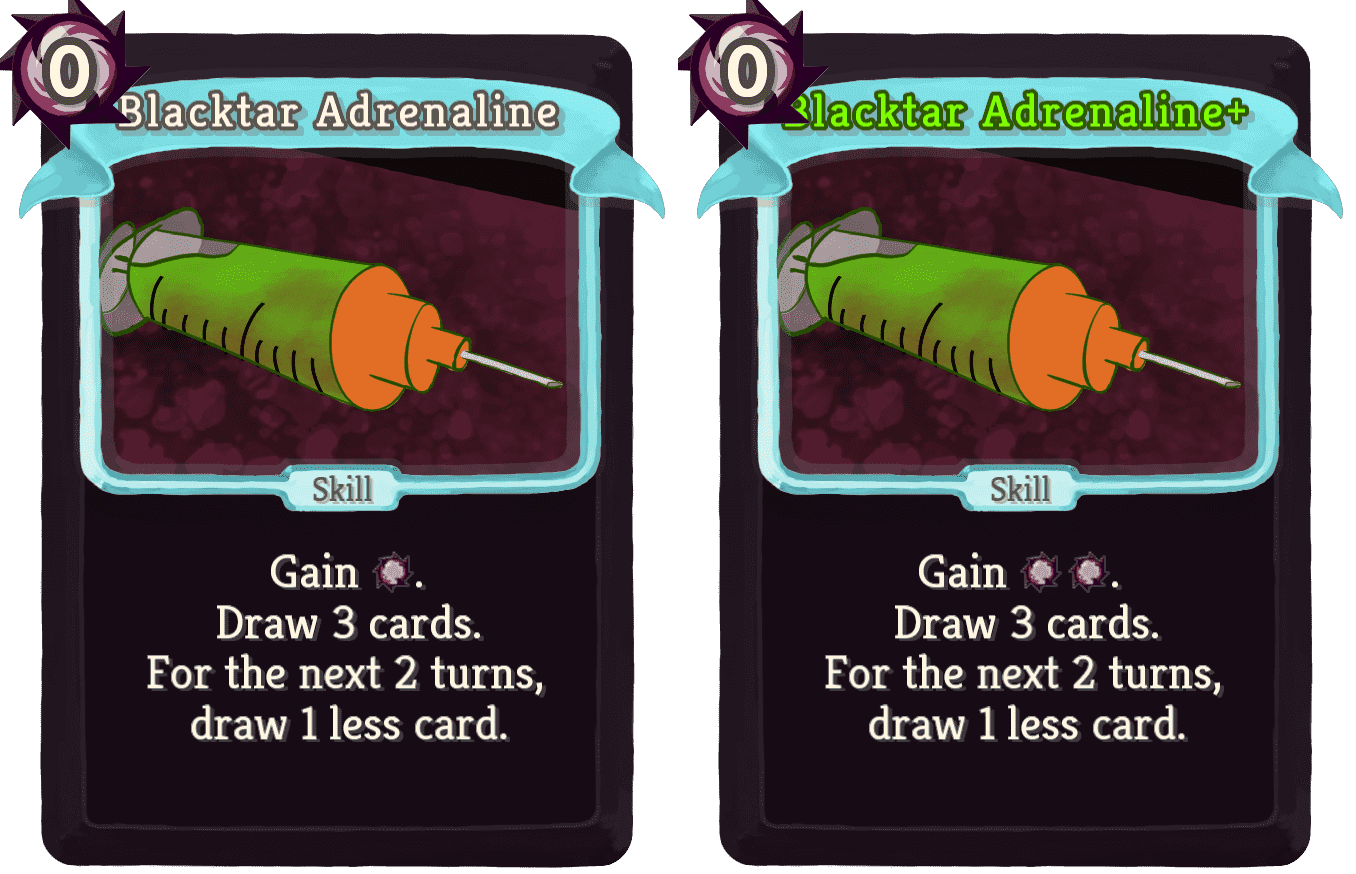 0
Blacktar Adrenaline
Skill
Gain .
Draw 3 cards.
For the next 2 turns,
draw 1 less card.
0
Blacktar Adrenaline+
Skill
Gain .
Draw 3 cards.
For the next 2 turns,
draw 1 less card.